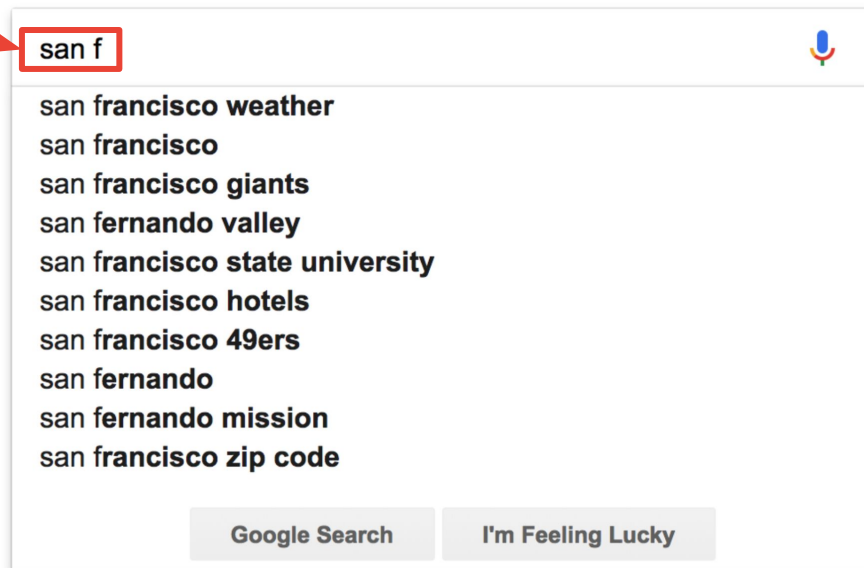 san f
san francisco weather
san francisco
san francisco giants
san fernando valley
san francisco state university
san francisco hotels
san francisco 49ers
san fernando
san fernando mission
san francisco zip code
Google Search I'm Feeling Lucky